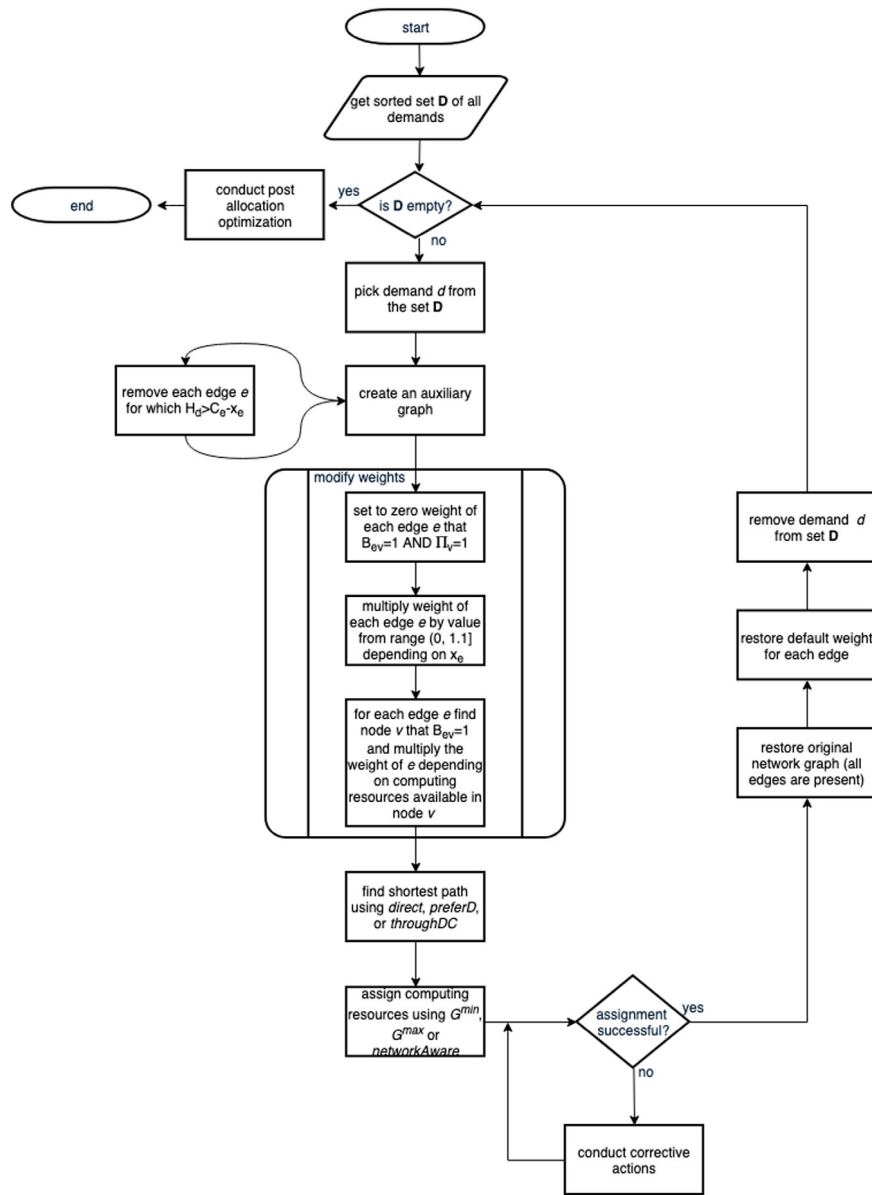 start
get sorted set D of all
demands
is D empty?
yes
no
conduct post
allocation
optimization
end
pick demand d from
the set D
create an auxiliary
graph
remove each edge e
for which H_d>C_e-x_e
modify weights
set to zero weight of
each edge e that
B_ev=1 AND Π_v=1
multiply weight of
each edge e by value
from range (0, 1.1]
depending on x_e
for each edge e find
node v that B_ev=1
and multiply the
weight of e depending
on computing
resources available in
node v
find shortest path
using direct, preferD,
or throughDC
assign computing
resources using G^min,
G^max or
networkAware
assignment
successful?
yes
no
conduct corrective
actions
restore original
network graph (all
edges are present)
restore default weight
for each edge
remove demand d
from set D